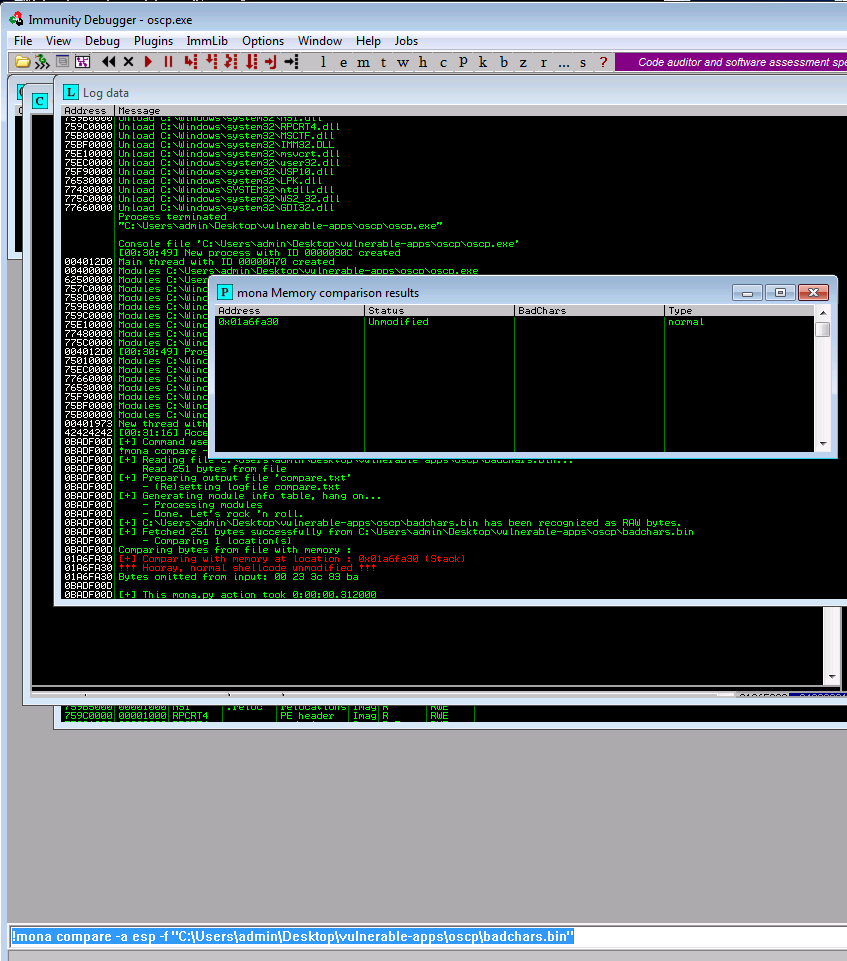 Immunity Debugger - oscp.exe
File View Debug Plugins ImmLib Options Window Help Jobs
l e m t w h c p k b z r ... s ? Code auditor and software assessment spe
L Log data
C
Address Message
Unload C:\Windows\system32\NSI.dll
759C0000 Unload C:\Windows\system32\RPCRT4.dll
75B00000 Unload C:\Windows\system32\MSCTF.dll
75BF0000 Unload C:\Windows\system32\IMM32.DLL
75E10000 Unload C:\Windows\system32\msvcrt.dll
75EC0000 Unload C:\Windows\system32\user32.dll
75F90000 Unload C:\Windows\system32\USP10.dll
76530000 Unload C:\Windows\system32\LPK.dll
77480000 Unload C:\Windows\SYSTEM32\ntdll.dll
775C0000 Unload C:\Windows\system32\WS2_32.dll
77660000 Unload C:\Windows\system32\GDI32.dll
Process terminated
"C:\Users\admin\Desktop\vulnerable-apps\oscp\oscp.exe"
Console file 'C:\Users\admin\Desktop\vulnerable-apps\oscp\oscp.exe'
[00:30:49] New process with ID 0000080C created
004012D0 Main thread with ID 00000A70 created
00400000 Modules C:\Users\admin\Desktop\vulnerable-apps\oscp\oscp.exe
62500000 Modules C:\User
757C0000 Modules C:\Winc
758D0000 Modules C:\Winc
759B0000 Modules C:\Winc
759C0000 Modules C:\Winc
75E10000 Modules C:\Winc
77480000 Modules C:\Winc
775C0000 Modules C:\Winc
004012D0 [00:30:49] Prog
75010000 Modules C:\Winc
75EC0000 Modules C:\Winc
77660000 Modules C:\Winc
76530000 Modules C:\Winc
75F90000 Modules C:\Winc
75BF0000 Modules C:\Winc
75B00000 Modules C:\Winc
00401973 New thread with
42424242 [00:31:16] Acce
0BADF00D [+] Command use
0BADF00D !mona compare -
P mona Memory comparison results
Address Status BadChars Type
0x01a6fa30 Unmodified normal
0BADF00D [+] Reading file C:\Users\admin\Desktop\vulnerable-apps\oscp\badchars.bin...
0BADF00D Read 251 bytes from file
0BADF00D [+] Preparing output file 'compare.txt'
0BADF00D - (Re)setting logfile compare.txt
0BADF00D [+] Generating module info table, hang on...
0BADF00D - Processing modules
0BADF00D - Done. Let's rock 'n roll.
0BADF00D [+] C:\Users\admin\Desktop\vulnerable-apps\oscp\badchars.bin has been recognized as RAW bytes.
0BADF00D [+] Fetched 251 bytes successfully from C:\Users\admin\Desktop\vulnerable-apps\oscp\badchars.bin
0BADF00D - Comparing 1 location(s)
0BADF00D Comparing bytes from file with memory :
01A6FA30 [+] Comparing with memory at location : 0x01a6fa30 (Stack)
01A6FA30 !!! Hooray, normal shellcode unmodified !!!
01A6FA30 Bytes omitted from input: 00 23 3c 83 ba
0BADF00D
0BADF00D [+] This mona.py action took 0:00:00.312000
759B5000 00001000 NSI .reloc relocations Imag R RWE
759C0000 00001000 RPCRT4 PE header Imag R RWE
!mona compare -a esp -f "C:\Users\admin\Desktop\vulnerable-apps\oscp\badchars.bin"